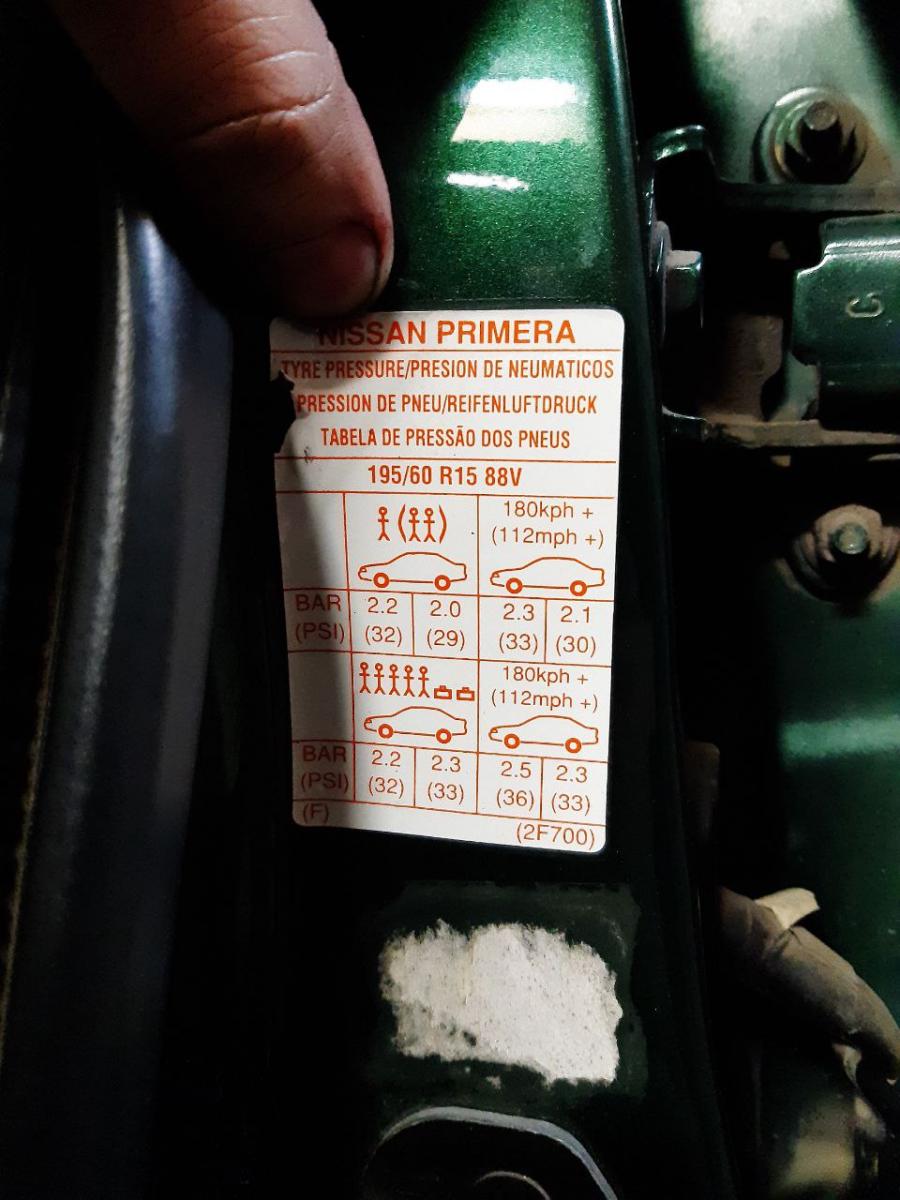 NISSAN PRIMERA
TYRE PRESSURE/PRESION DE NEUMATICOS
PRESSION DE PNEU/REIFENLUFTDRUCK
TABELA DE PRESSÃO DOS PNEUS
195/60 R15 88V
180kph +
(112mph +)
BAR 2.2 2.0 2.3 2.1
(PSI) (32) (29) (33) (30)
180kph +
(112mph +)
BAR 2.2 2.3 2.5 2.3
(PSI) (32) (33) (36) (33)
(F) (2F700)
C